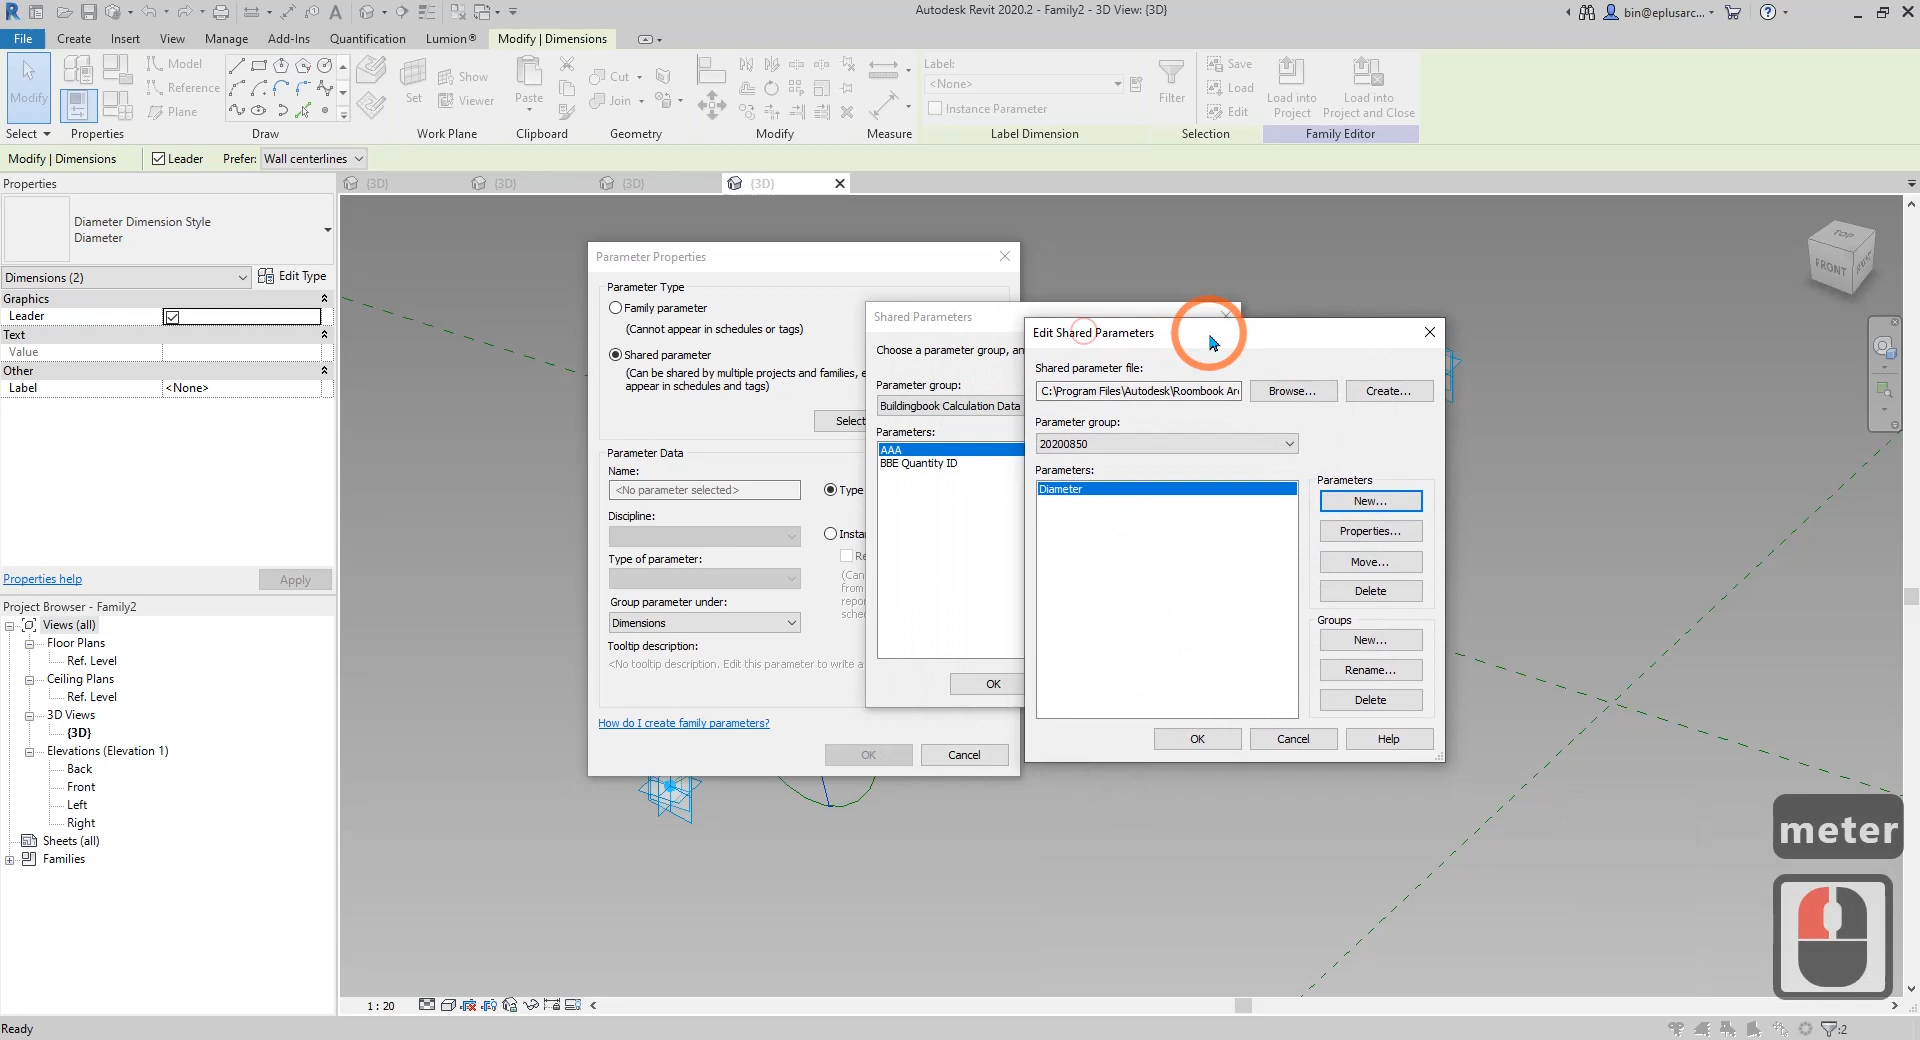 Autodesk Revit 2020.2 - Family2 - 3D View: {3D}
bin@eplusarc...
File Create Insert View Manage Add-Ins Quantification Lumion® Modify | Dimensions
Modify
Select
Properties
Model
Reference
Plane
Draw
Set
Show
Viewer
Work Plane
Paste
Clipboard
Cut
Join
Geometry
Modify
Measure
Label:
<None>
Instance Parameter
Label Dimension
Filter
Save
Load
Edit
Selection
Load into
Project
Load into
Project and Close
Family Editor
Modify | Dimensions
Leader
Prefer:
Wall centerlines
Properties
{3D}
{3D}
{3D}
{3D}
Diameter Dimension Style
Diameter
Dimensions (2)
Edit Type
Graphics
Leader
Text
Value
Other
Label
<None>
Properties help
Apply
Project Browser - Family2
Views (all)
Floor Plans
Ref. Level
Ceiling Plans
Ref. Level
3D Views
{3D}
Elevations (Elevation 1)
Back
Front
Left
Right
Sheets (all)
Families
Parameter Properties
Parameter Type
Family parameter
(Cannot appear in schedules or tags)
Shared parameter
(Can be shared by multiple projects and families, e
appear in schedules and tags)
Select
Parameter Data
Name:
<No parameter selected>
Type
Discipline:
Insta
Re
Type of parameter:
(Can
from
repor
sche
Group parameter under:
Dimensions
Tooltip description:
<No tooltip description. Edit this parameter to write a
How do I create family parameters?
OK
Cancel
Shared Parameters
Choose a parameter group, an
Parameter group:
Buildingbook Calculation Data
Parameters:
AAA
BBE Quantity ID
OK
Edit Shared Parameters
Shared parameter file:
C:\Program Files\Autodesk\Roombook Ar
Browse...
Create...
Parameter group:
20200850
Parameters:
Diameter
Parameters
New...
Properties...
Move...
Delete
Groups
New...
Rename...
Delete
OK
Cancel
Help
TOP
FRONT
meter
1 : 20
Ready
:2